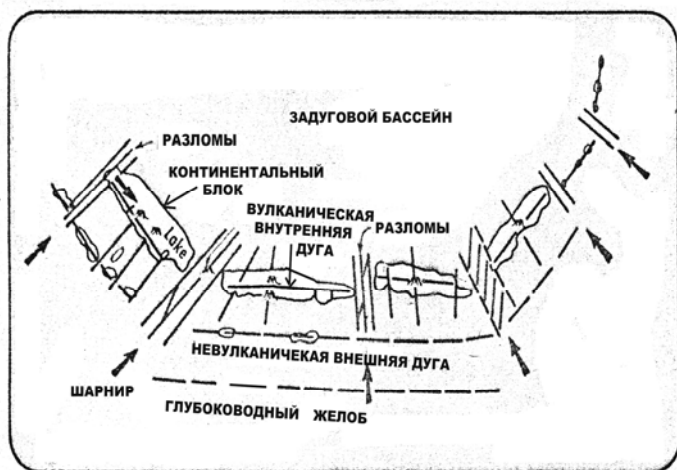 ЗАДУГОВОЙ БАССЕЙН
РАЗЛОМЫ
КОНТИНЕНТАЛЬНЫЙ
БЛОК
ВУЛКАНИЧЕСКАЯ
ВНУТРЕННЯЯ
ДУГА
РАЗЛОМЫ
Lake
НЕВУЛКАНИЧЕКАЯ ВНЕШНЯЯ ДУГА
ШАРНИР
ГЛУБОКОВОДНЫЙ ЖЕЛОБ